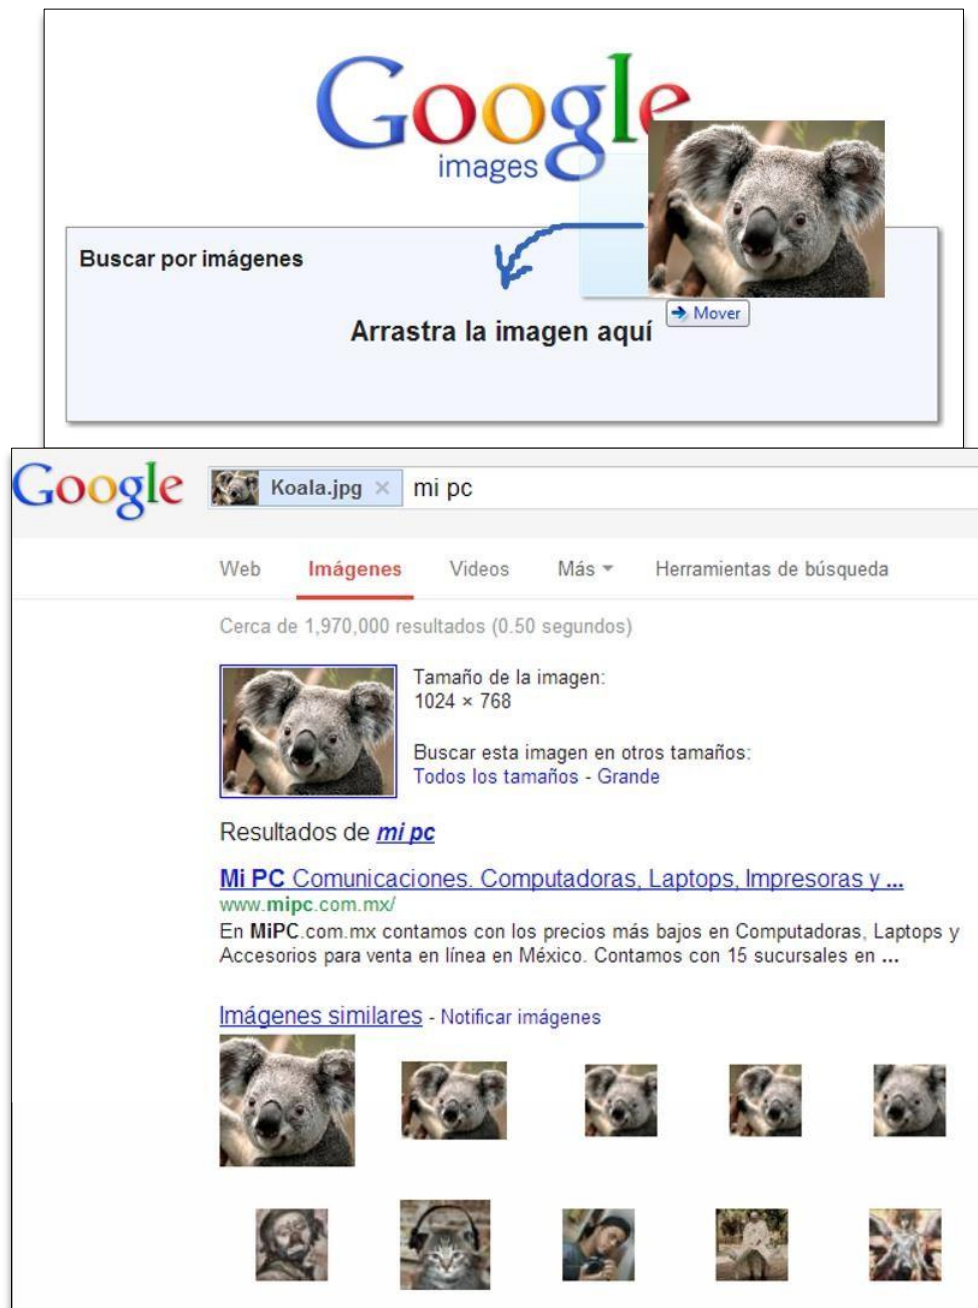 Google
images
Buscar por imágenes
Mover
Arrastra la imagen aquí
Google Koala.jpg × mi pc
Web Imágenes Videos Más Herramientas de búsqueda
Cerca de 1,970,000 resultados (0.50 segundos)
Tamaño de la imagen:
1024 × 768
Buscar esta imagen en otros tamaños:
Todos los tamaños - Grande
Resultados de mi pc
Mi PC Comunicaciones. Computadoras, Laptops, Impresoras y ...
www.mipc.com.mx/
En MiPC.com.mx contamos con los precios más bajos en Computadoras, Laptops y
Accesorios para venta en línea en México. Contamos con 15 sucursales en ...
Imágenes similares - Notificar imágenes